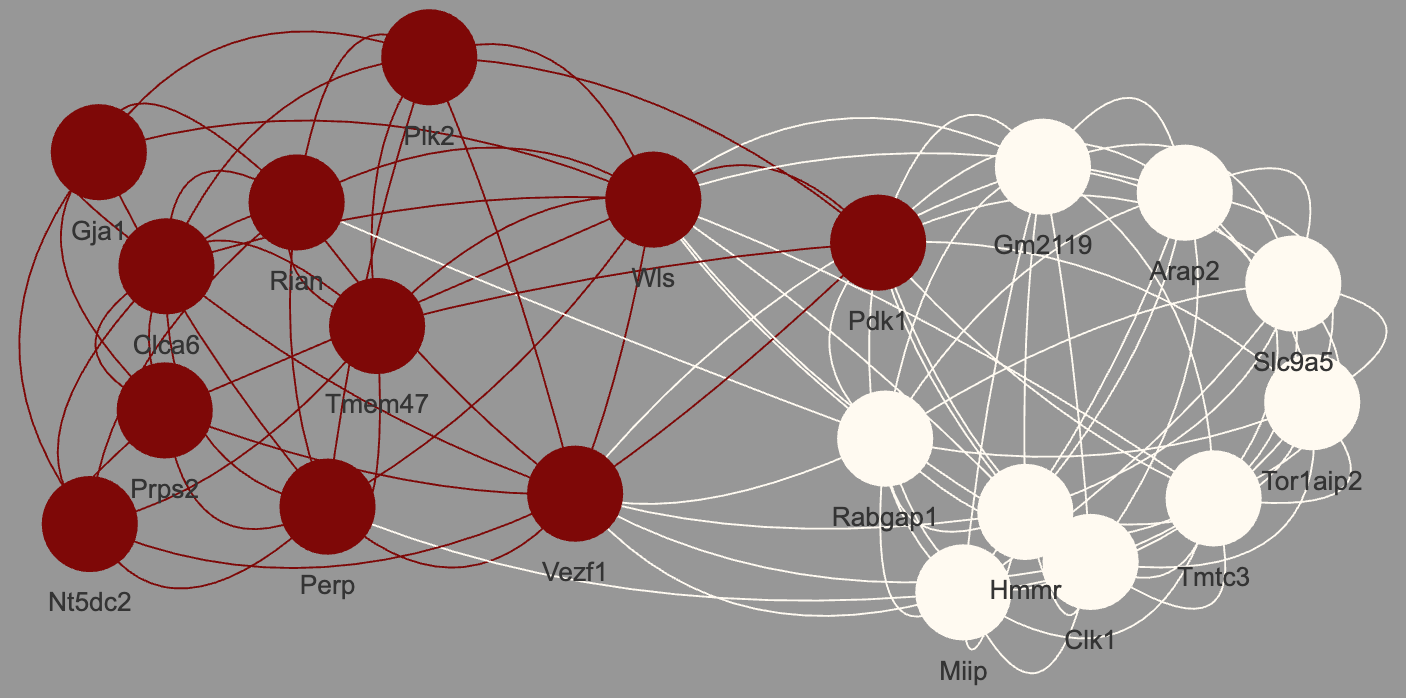 Plk2
Gja1
Rian
Wls
Gm2119
Arap2
Pdk1
Clca6
Slc9a5
Tmem47
Prps2
Tor1aip2
Rabgap1
Vezf1
Hmmr
Tmtc3
Nt5dc2
Perp
Clk1
Miip